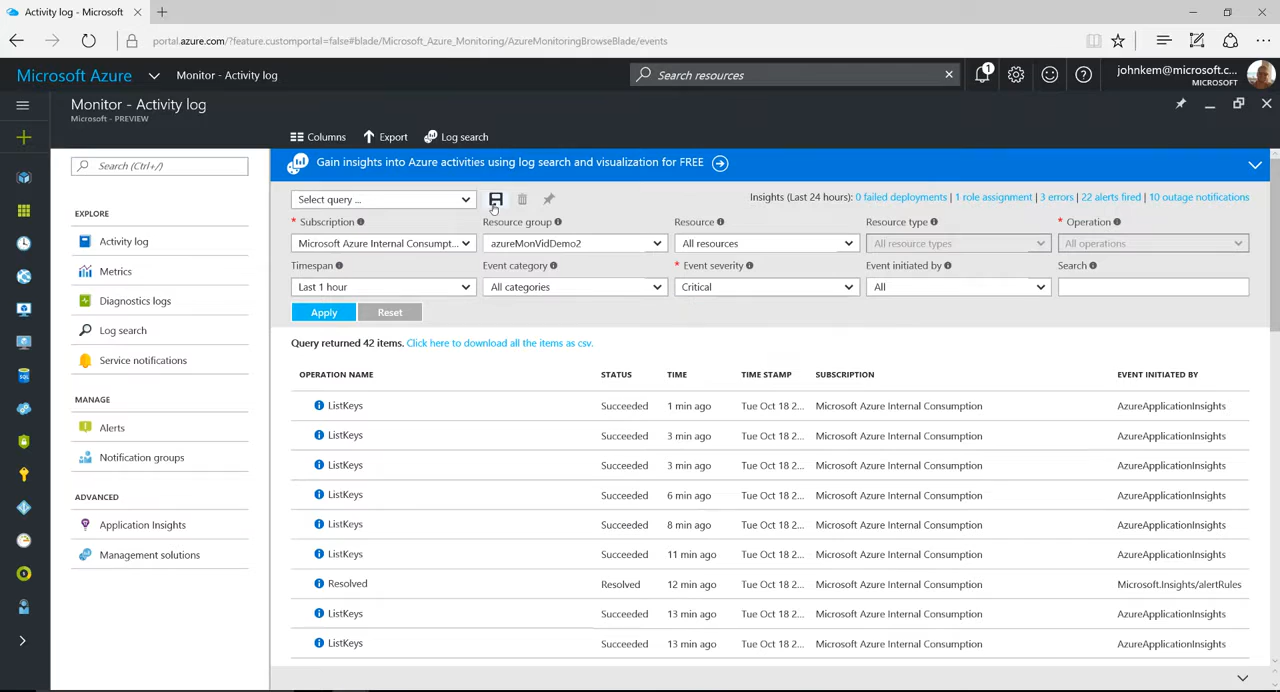 Activity log - Microsoft
portal.azure.com/?feature.customportal=false#blade/Microsoft_Azure_Monitoring/AzureMonitoringBrowseBlade/events
Microsoft Azure Monitor - Activity log Search resources 1 johnkem@microsoft.c...
MICROSOFT
Monitor - Activity log
Microsoft - PREVIEW
Columns Export Log search
Search (Ctrl+/)
EXPLORE
Activity log
Metrics
Diagnostics logs
Log search
Service notifications
MANAGE
Alerts
Notification groups
ADVANCED
Application Insights
Management solutions
Gain insights into Azure activities using log search and visualization for FREE
Select query ... Insights (Last 24 hours): 0 failed deployments | 1 role assignment | 3 errors | 22 alerts fired | 10 outage notifications
* Subscription Resource group Resource Resource type * Operation
Microsoft Azure Internal Consumpt... azureMonVidDemo2 All resources All resource types All operations
Timespan Event category * Event severity Event initiated by Search
Last 1 hour All categories Critical All
Apply Reset
Query returned 42 items. Click here to download all the items as csv.
OPERATION NAME STATUS TIME TIME STAMP SUBSCRIPTION EVENT INITIATED BY
ListKeys Succeeded 1 min ago Tue Oct 18 2... Microsoft Azure Internal Consumption AzureApplicationInsights
ListKeys Succeeded 3 min ago Tue Oct 18 2... Microsoft Azure Internal Consumption AzureApplicationInsights
ListKeys Succeeded 3 min ago Tue Oct 18 2... Microsoft Azure Internal Consumption AzureApplicationInsights
ListKeys Succeeded 6 min ago Tue Oct 18 2... Microsoft Azure Internal Consumption AzureApplicationInsights
ListKeys Succeeded 8 min ago Tue Oct 18 2... Microsoft Azure Internal Consumption AzureApplicationInsights
ListKeys Succeeded 11 min ago Tue Oct 18 2... Microsoft Azure Internal Consumption AzureApplicationInsights
Resolved Resolved 12 min ago Tue Oct 18 2... Microsoft Azure Internal Consumption Microsoft.Insights/alertRules
ListKeys Succeeded 13 min ago Tue Oct 18 2... Microsoft Azure Internal Consumption AzureApplicationInsights
ListKeys Succeeded 13 min ago Tue Oct 18 2... Microsoft Azure Internal Consumption AzureApplicationInsights